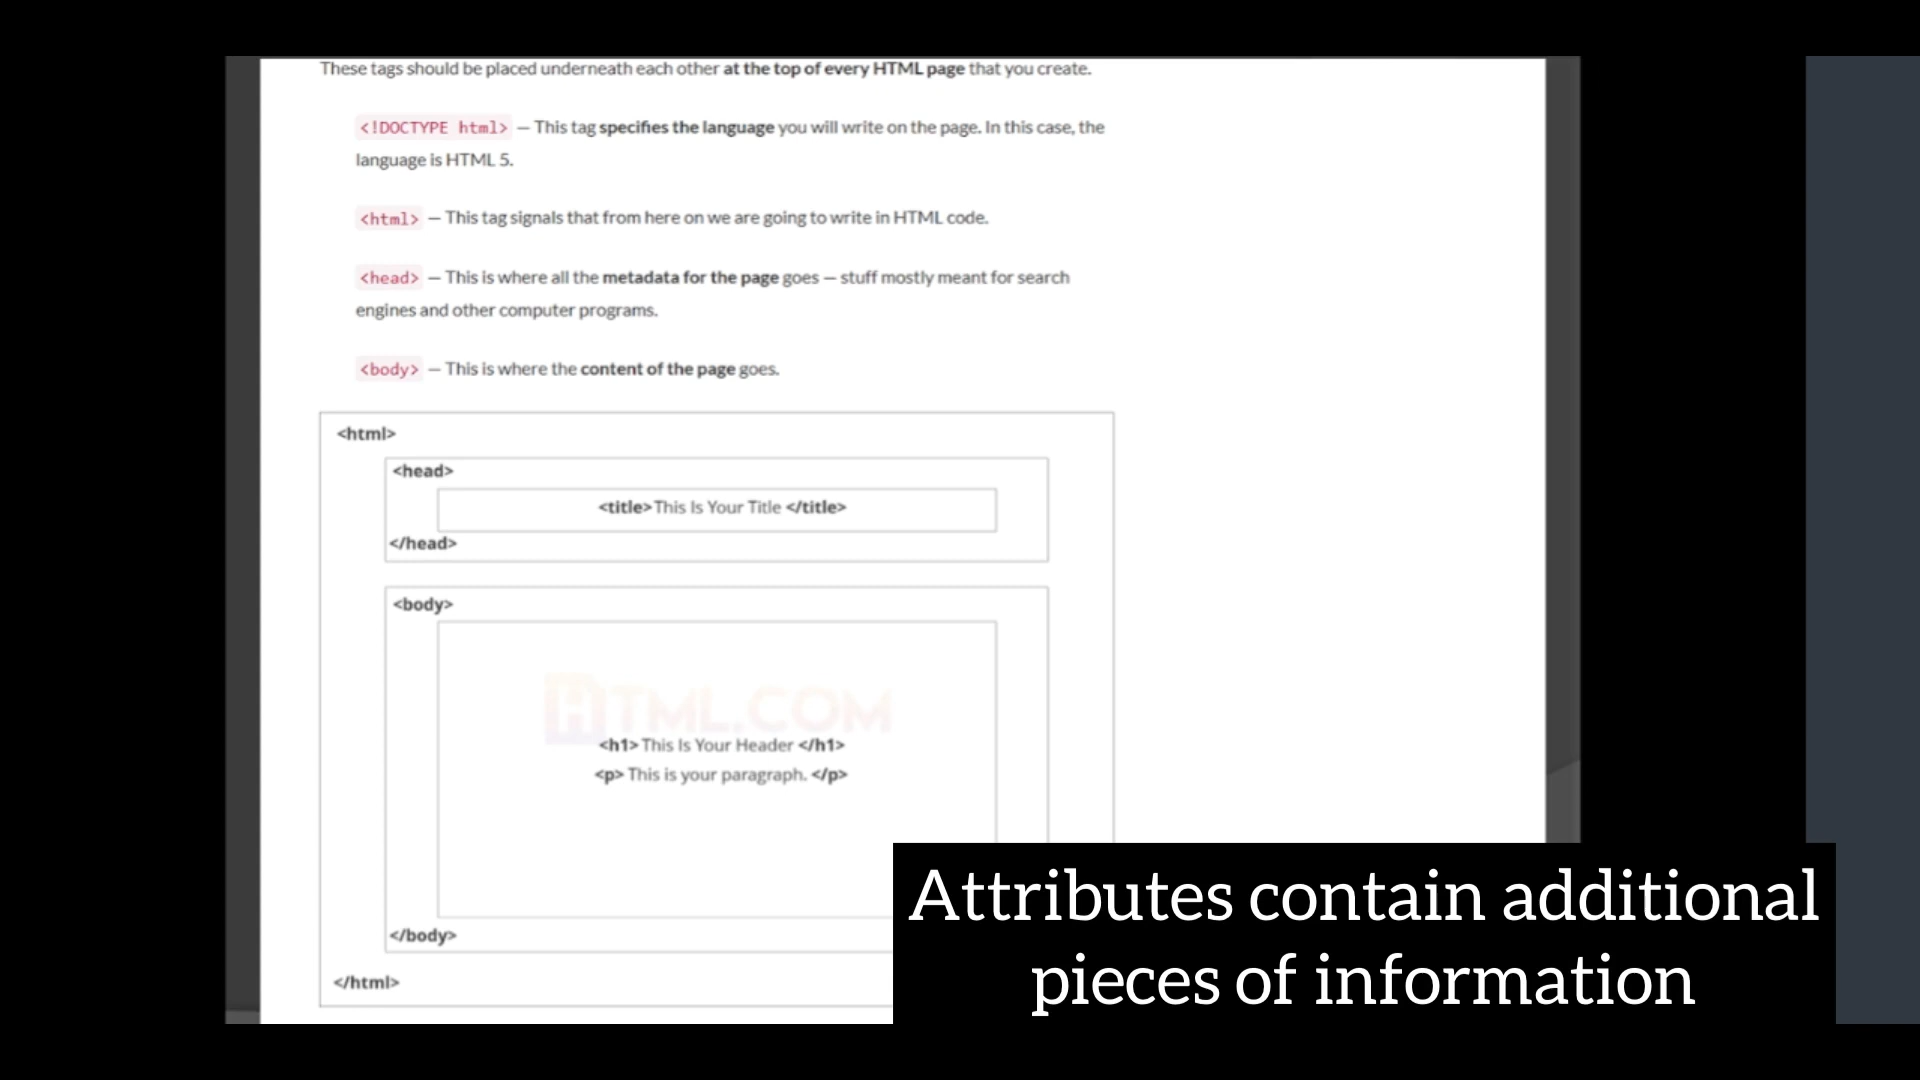 These tags should be placed underneath each other at the top of every HTML page that you create.
<!DOCTYPE html> — This tag specifies the language you will write on the page. In this case, the
language is HTML 5.
<html> — This tag signals that from here on we are going to write in HTML code.
<head> — This is where all the metadata for the page goes — stuff mostly meant for search
engines and other computer programs.
<body> — This is where the content of the page goes.
<html>
<head>
<title>This Is Your Title </title>
</head>
<body>
HTML.COM
<h1> This Is Your Header </h1>
<p> This is your paragraph. </p>
</body>
</html>
Attributes contain additional
pieces of information